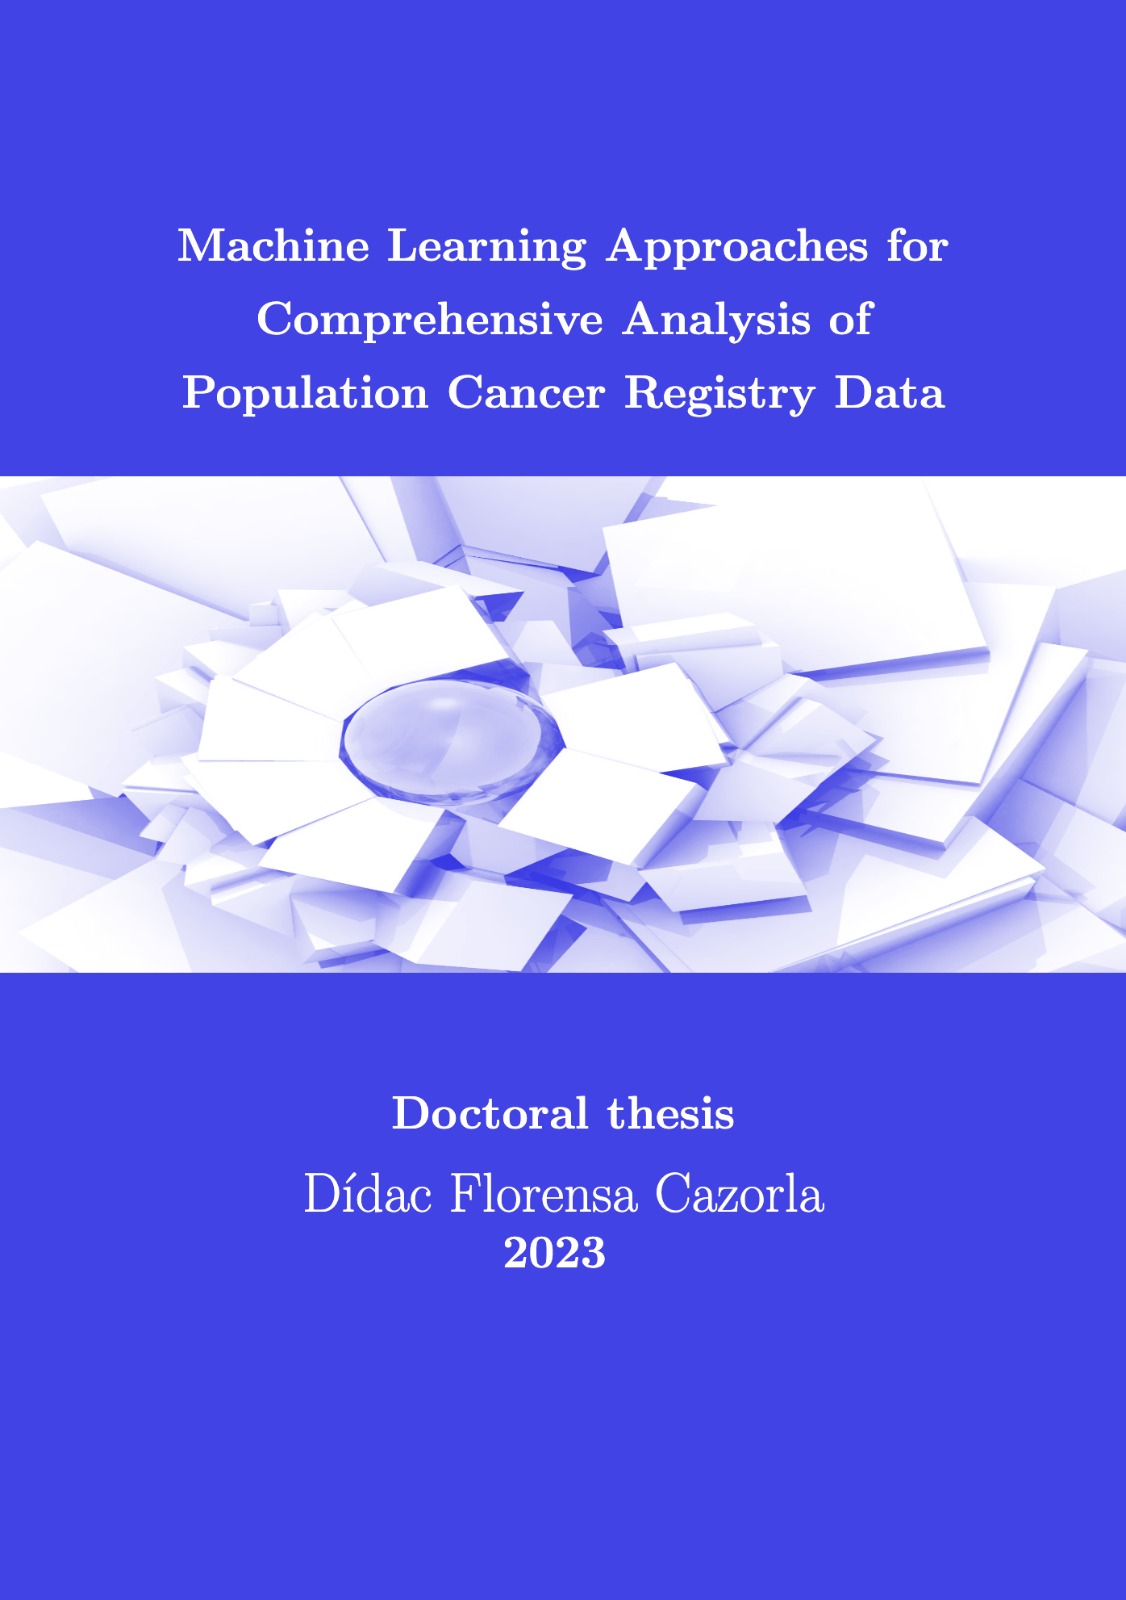 Machine Learning Approaches for
Comprehensive Analysis of
Population Cancer Registry Data
Doctoral thesis
Dídac Florensa Cazorla
2023